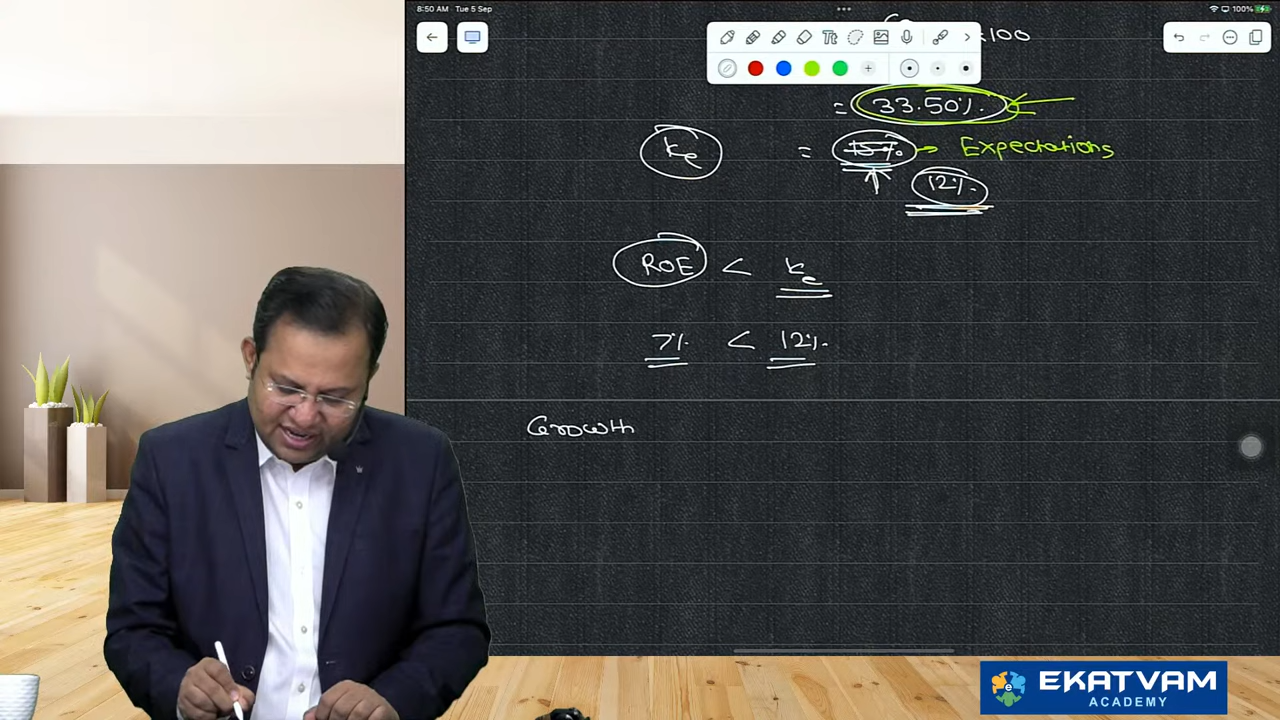 8:50 AM Tue 5 Sep
100%
×100
= 33.50%.
ke = 15%. → Expectations
12%.
ROE < ke
7%. < 12%.
Growth
EKATVAM
ACADEMY